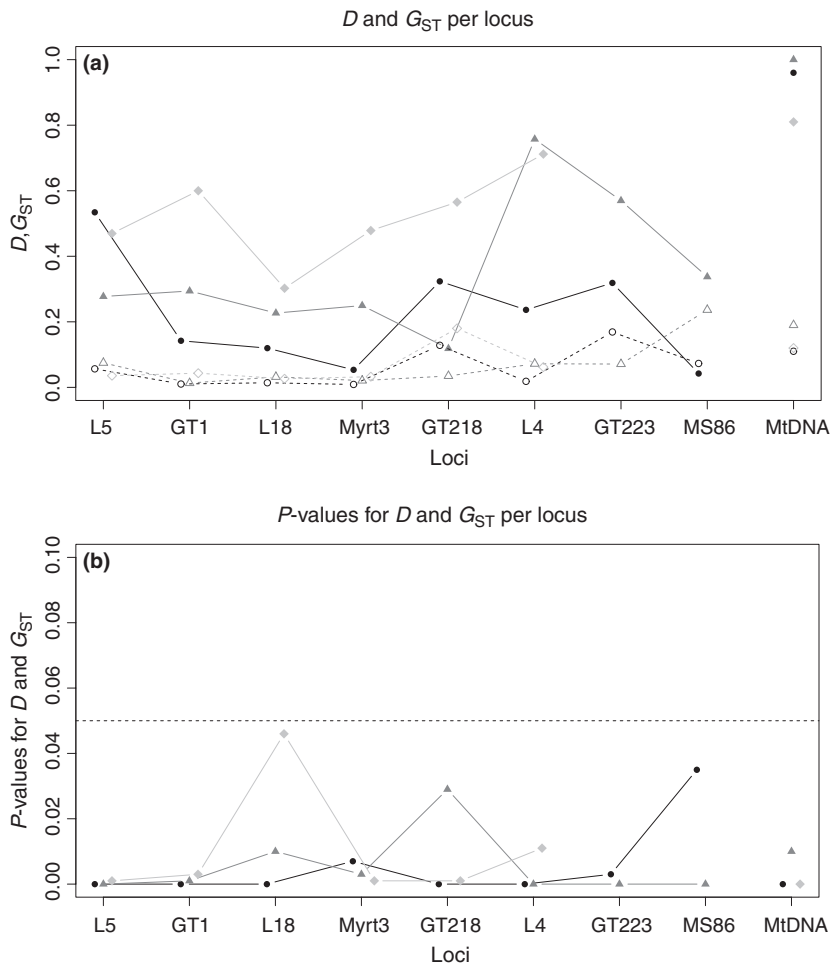 D and GST per locus
(a)
1.0
0.8
0.6
0.4
0.2
0.0
D,GST
L5 GT1 L18 Myrt3 GT218 L4 GT223 MS86 MtDNA
Loci
P-values for D and GST per locus
(b)
0.10
0.08
0.06
0.04
0.02
0.00
P-values for D and GST
L5 GT1 L18 Myrt3 GT218 L4 GT223 MS86 MtDNA
Loci